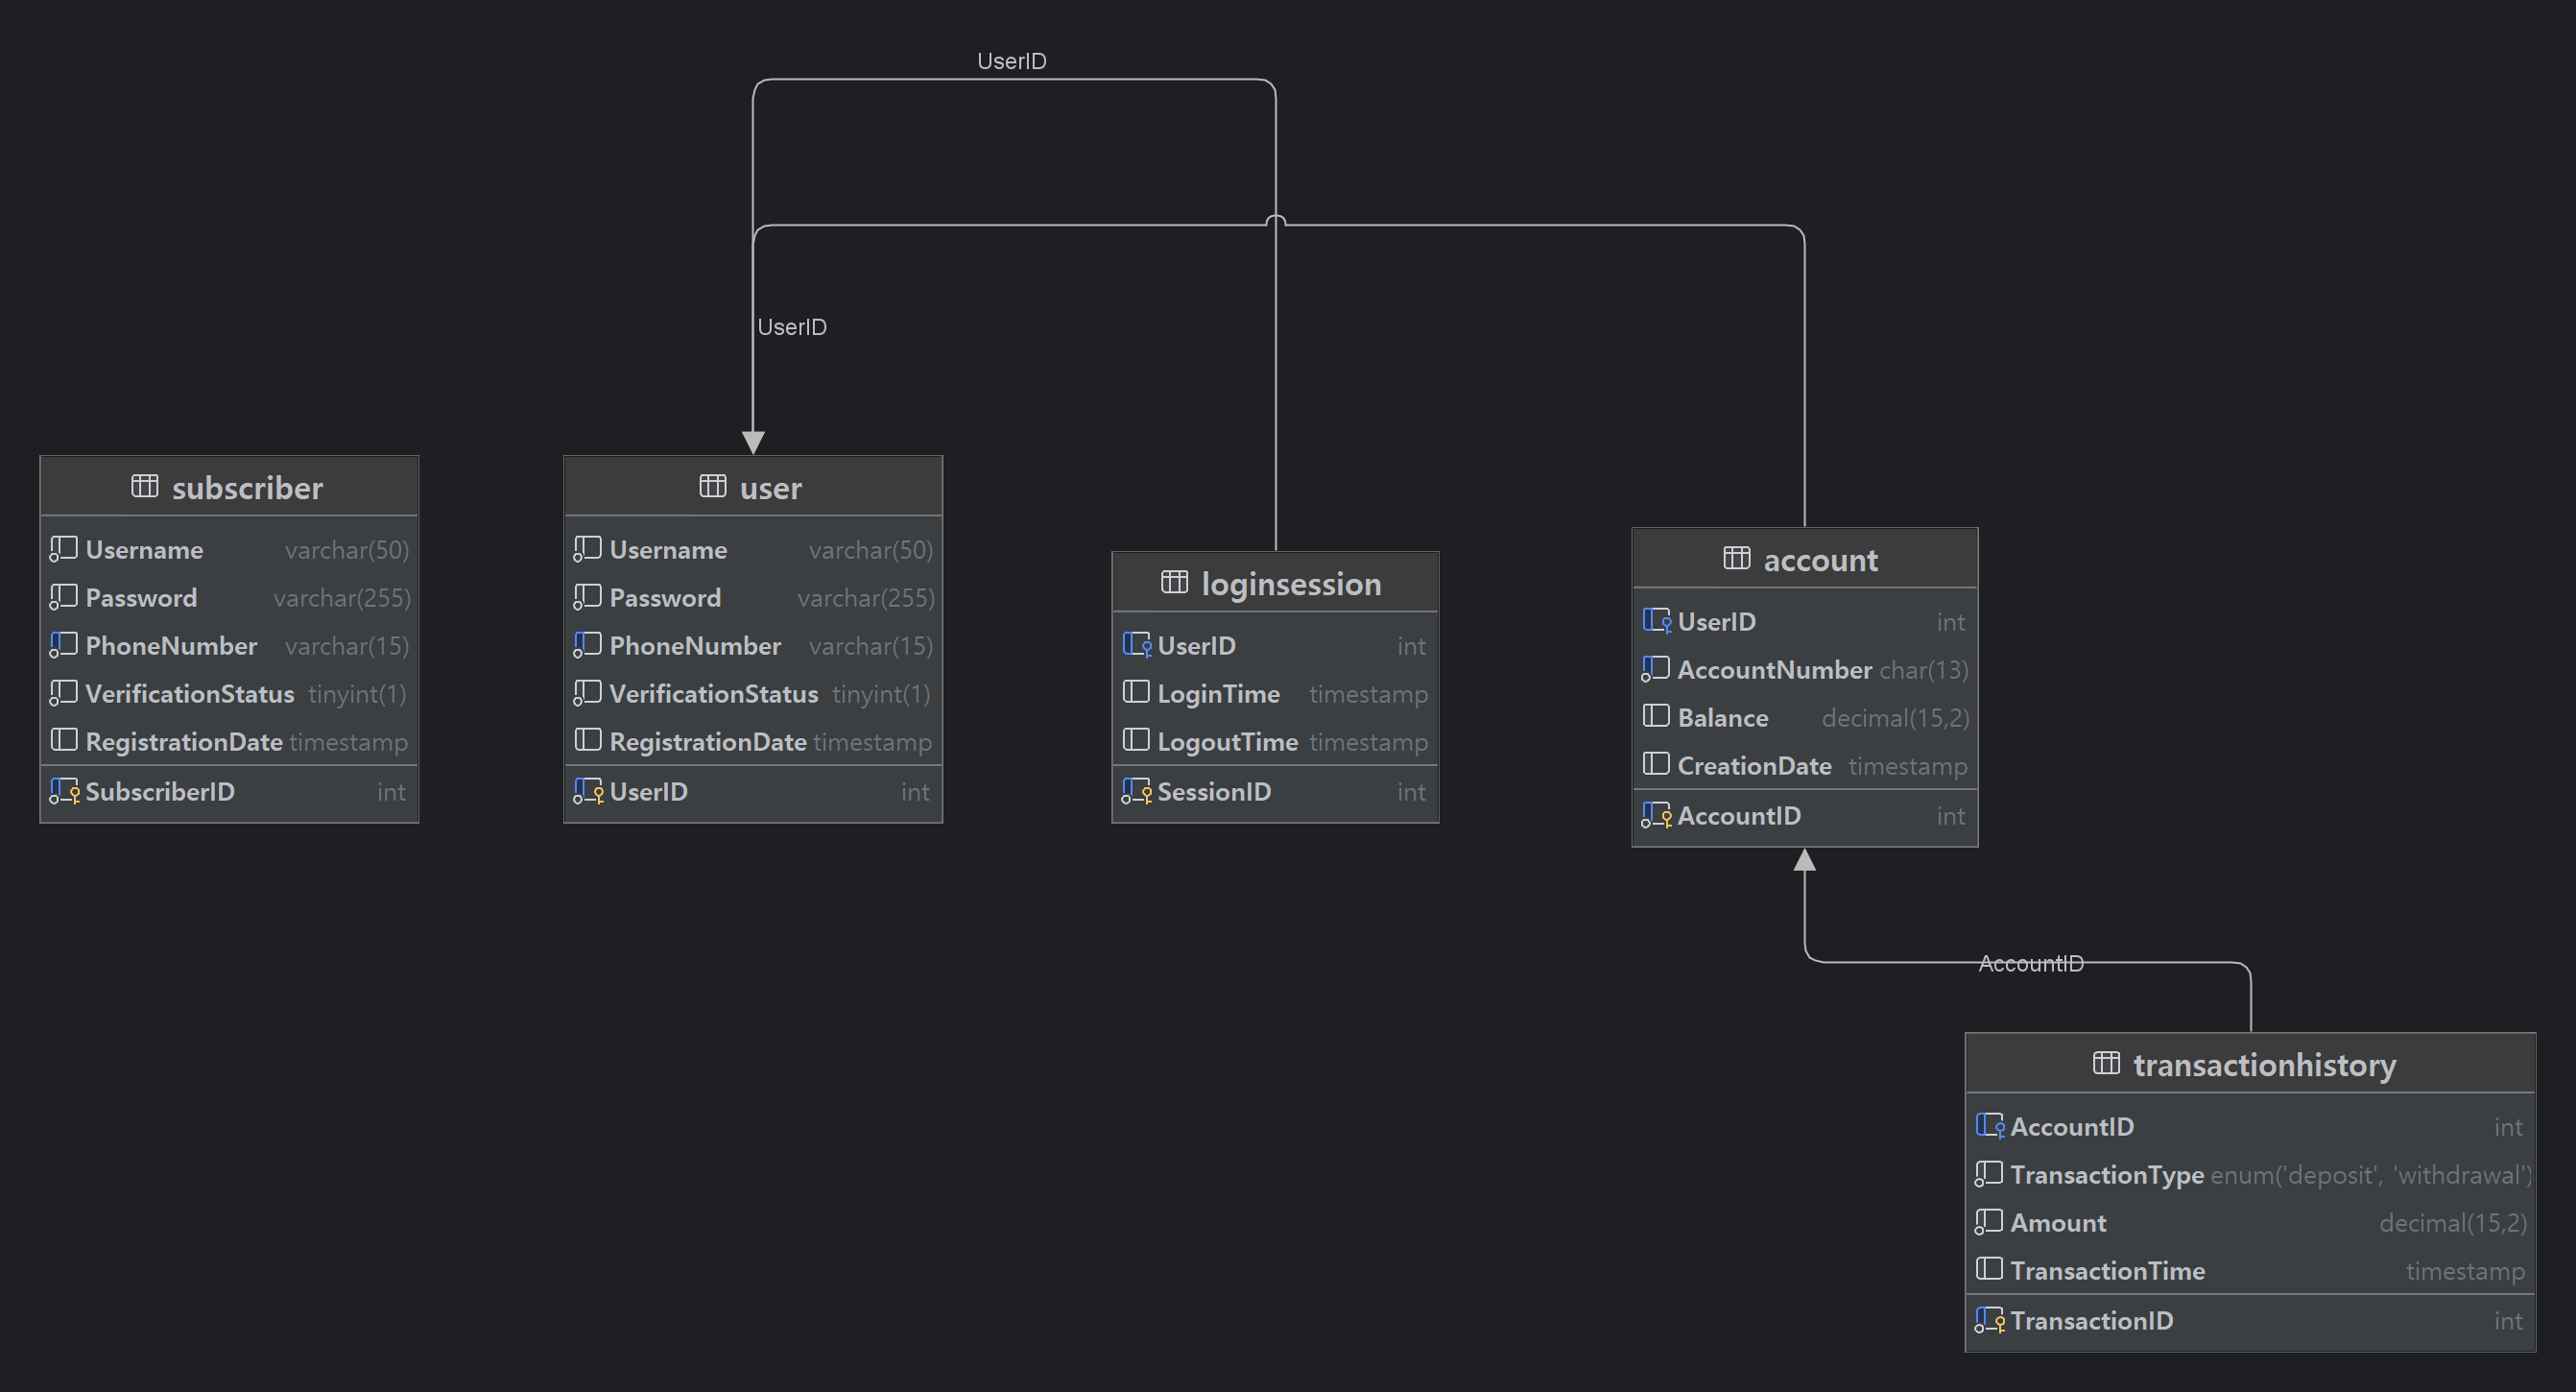 UserID
UserID
subscriber
Username varchar(50)
Password varchar(255)
PhoneNumber varchar(15)
VerificationStatus tinyint(1)
RegistrationDate timestamp
SubscriberID int
user
Username varchar(50)
Password varchar(255)
PhoneNumber varchar(15)
VerificationStatus tinyint(1)
RegistrationDate timestamp
UserID int
loginsession
UserID int
LoginTime timestamp
LogoutTime timestamp
SessionID int
account
UserID int
AccountNumber char(13)
Balance decimal(15,2)
CreationDate timestamp
AccountID int
AccountID
transactionhistory
AccountID int
TransactionType enum('deposit', 'withdrawal')
Amount decimal(15,2)
TransactionTime timestamp
TransactionID int